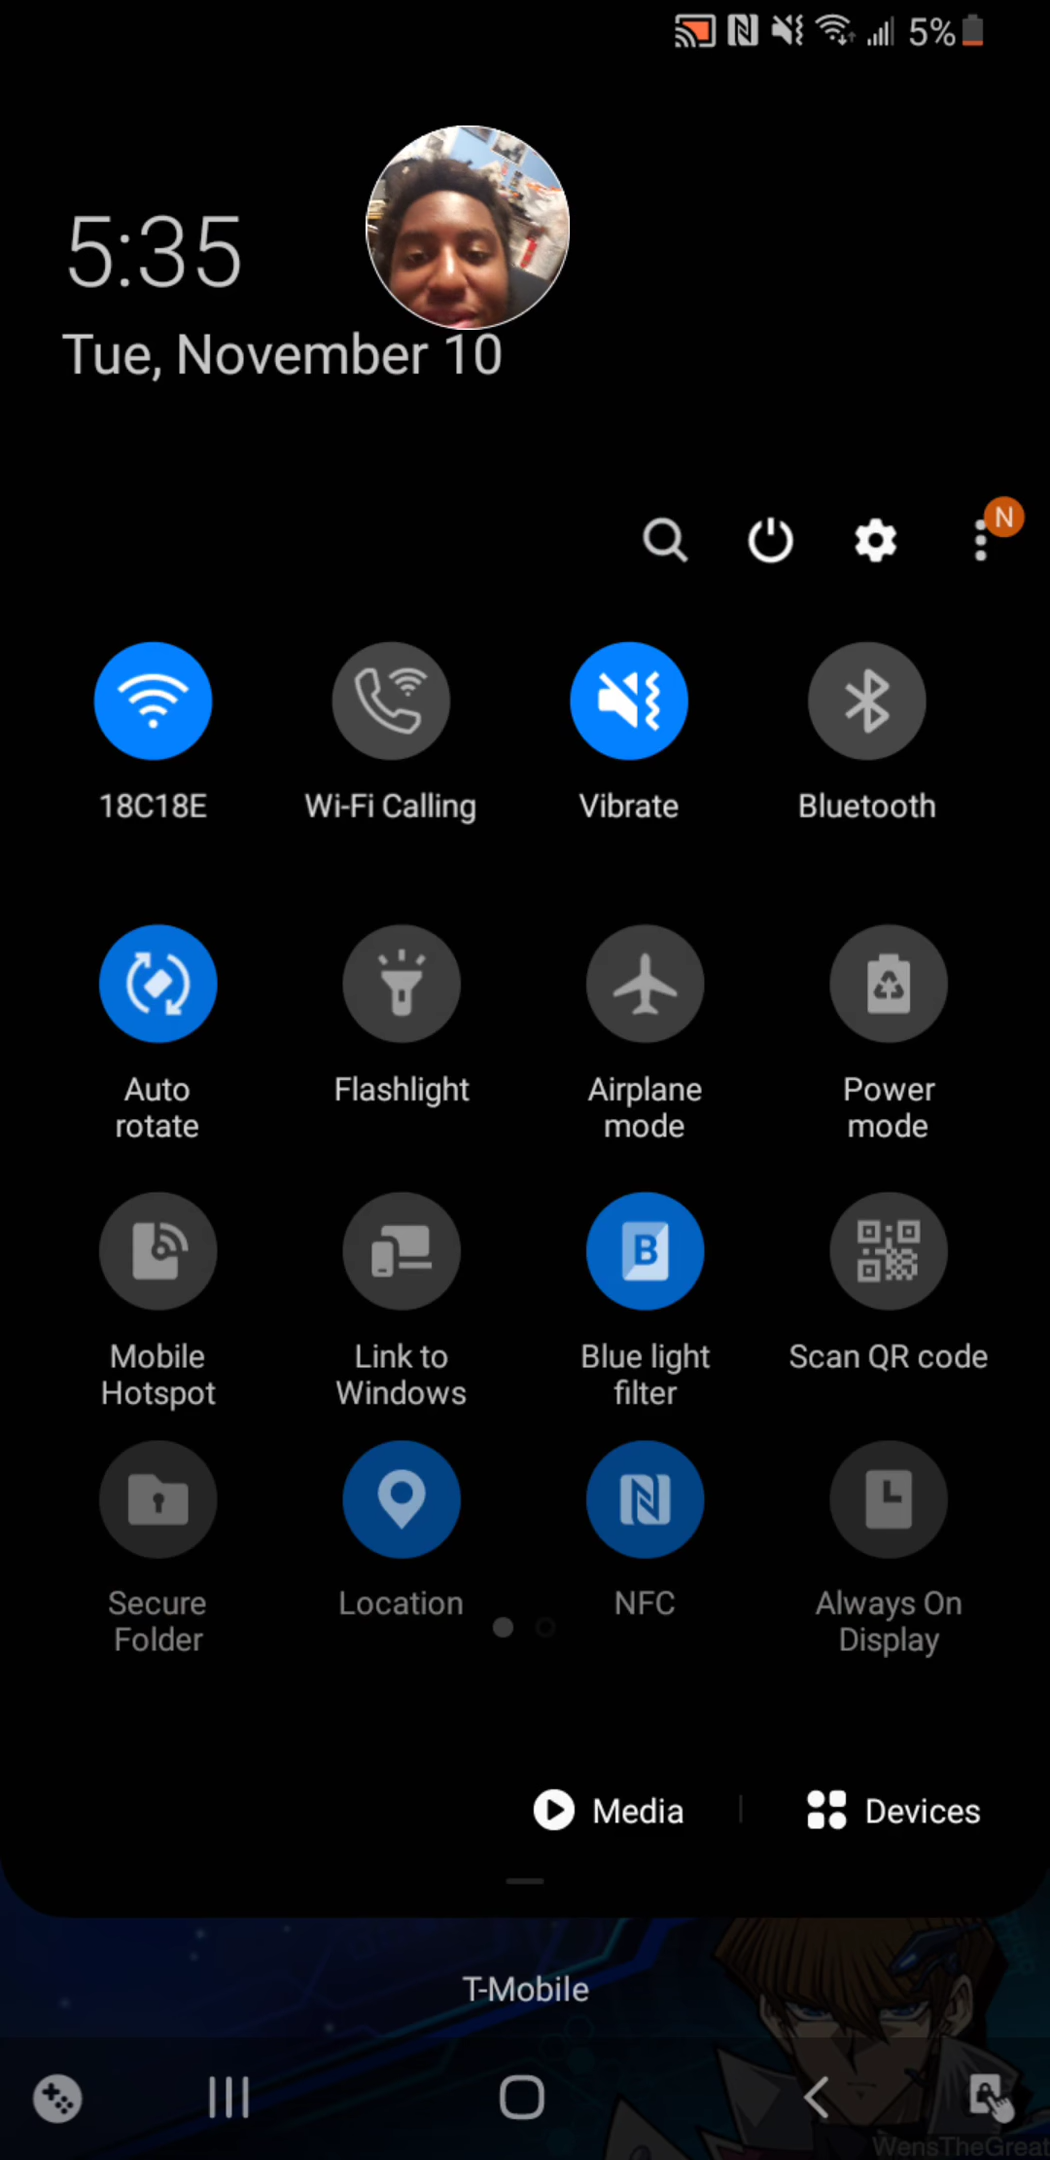 5%
5:35
Tue, November 10
N
18C18E
Wi-Fi Calling
Vibrate
Bluetooth
Auto
rotate
Flashlight
Airplane
mode
Power
mode
Mobile
Hotspot
Link to
Windows
B
Blue light
filter
Scan QR code
Secure
Folder
Location
NFC
Always On
Display
Media
Devices
T-Mobile
WensTheGreat